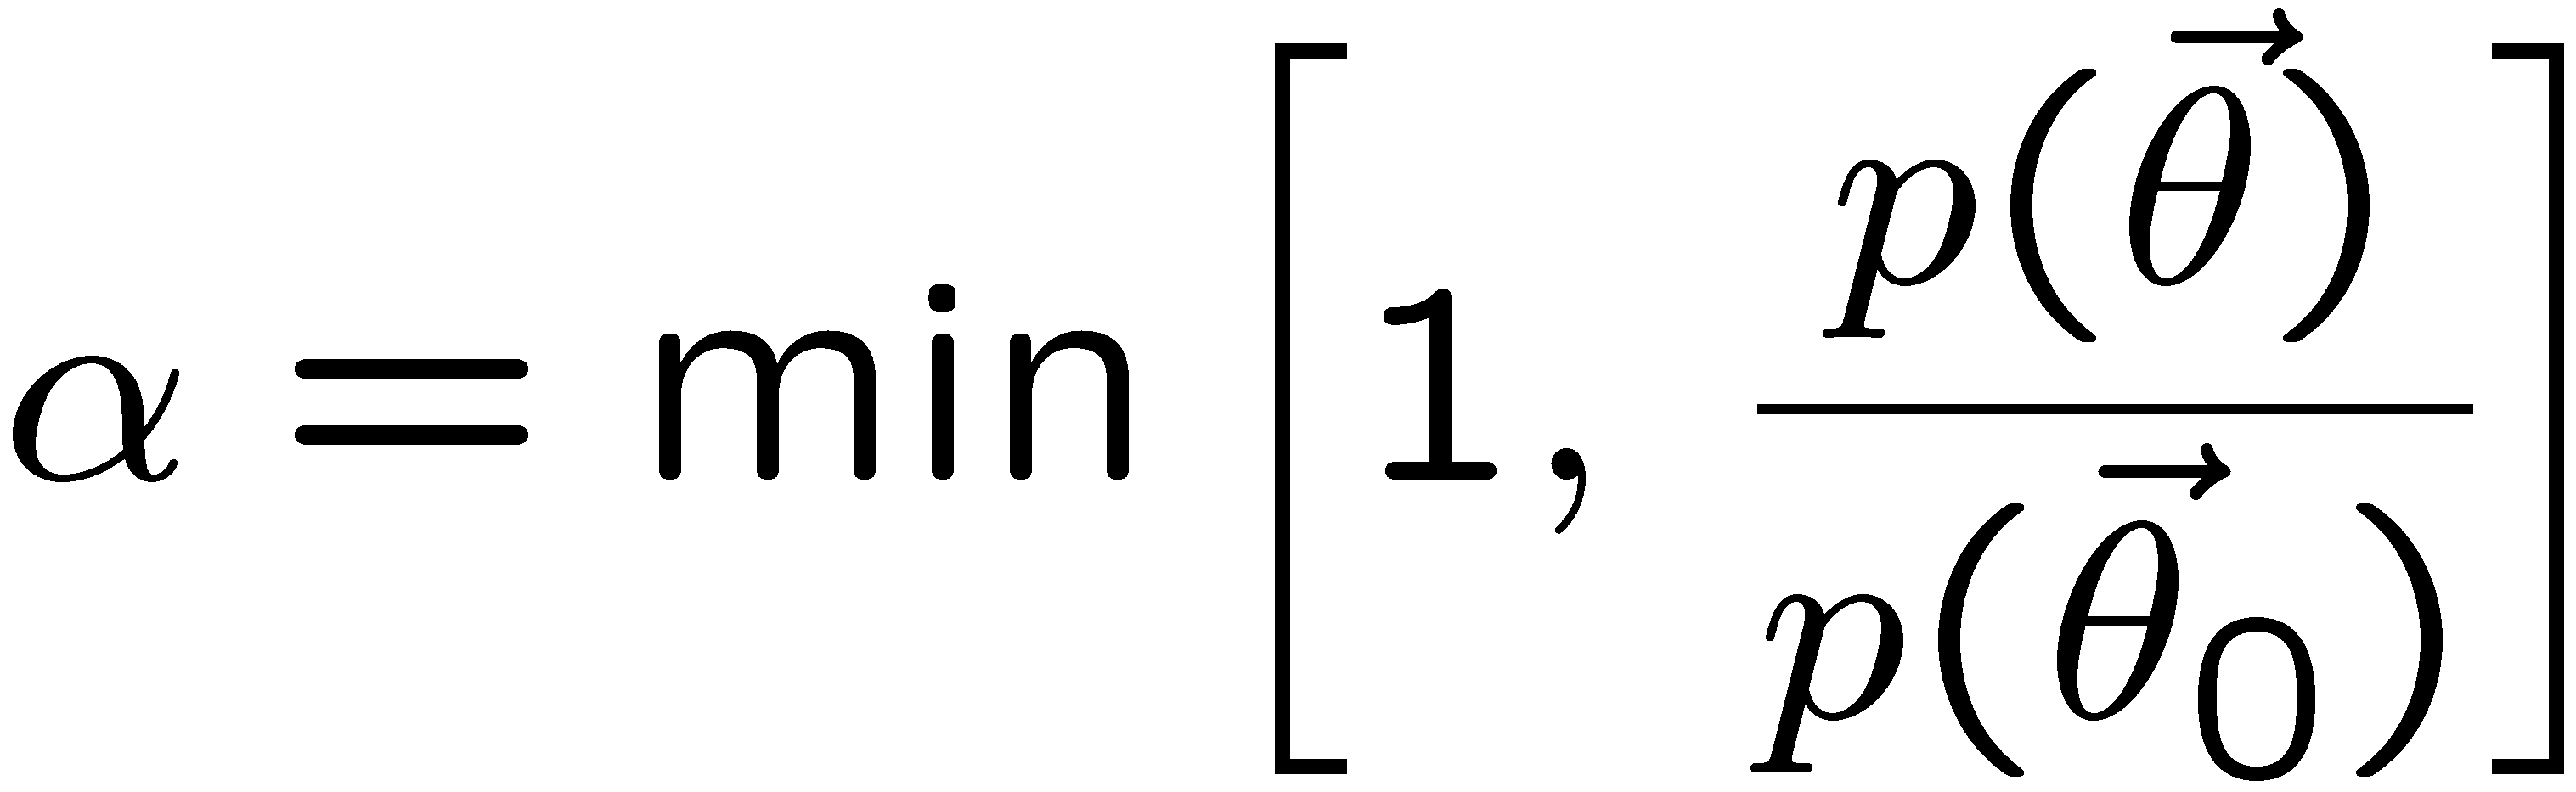 α = min [1, p(θ⃗) / p(θ⃗₀)]